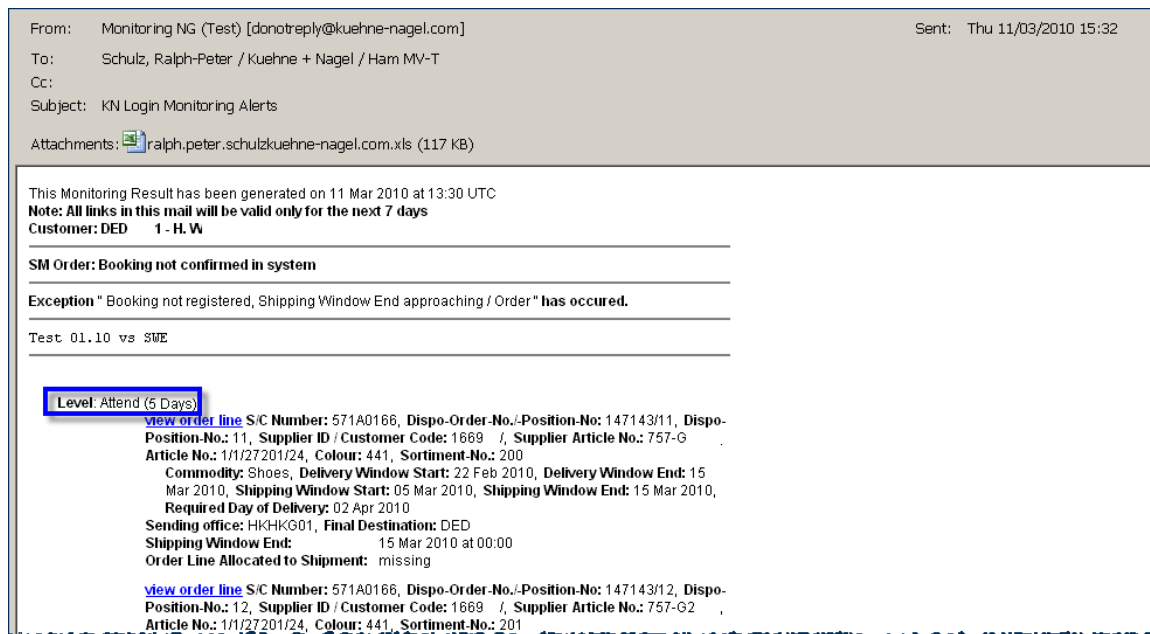 From: Monitoring NG (Test) [donotreply@kuehne-nagel.com] Sent: Thu 11/03/2010 15:32
To: Schulz, Ralph-Peter / Kuehne + Nagel / Ham MV-T
Cc:
Subject: KN Login Monitoring Alerts
Attachments: ralph.peter.schulzkuehne-nagel.com.xls (117 KB)
This Monitoring Result has been generated on 11 Mar 2010 at 13:30 UTC
Note: All links in this mail will be valid only for the next 7 days
Customer: DED 1 - H. W
SM Order: Booking not confirmed in system
Exception " Booking not registered, Shipping Window End approaching / Order " has occured.
Test 01.10 vs SWE
Level: Attend (5 Days)
view order line S/C Number: 571A0166, Dispo-Order-No./-Position-No: 147143/11, Dispo-
Position-No.: 11, Supplier ID / Customer Code: 1669 /, Supplier Article No.: 757-G ,
Article No.: 1/1/27201/24, Colour: 441, Sortiment-No.: 200
Commodity: Shoes, Delivery Window Start: 22 Feb 2010, Delivery Window End: 15
Mar 2010, Shipping Window Start: 05 Mar 2010, Shipping Window End: 15 Mar 2010,
Required Day of Delivery: 02 Apr 2010
Sending office: HKHKG01, Final Destination: DED
Shipping Window End: 15 Mar 2010 at 00:00
Order Line Allocated to Shipment: missing
view order line S/C Number: 571A0166, Dispo-Order-No./-Position-No: 147143/12, Dispo-
Position-No.: 12, Supplier ID / Customer Code: 1669 /, Supplier Article No.: 757-G2 ,
Article No.: 1/1/27201/24, Colour: 441, Sortiment-No.: 201